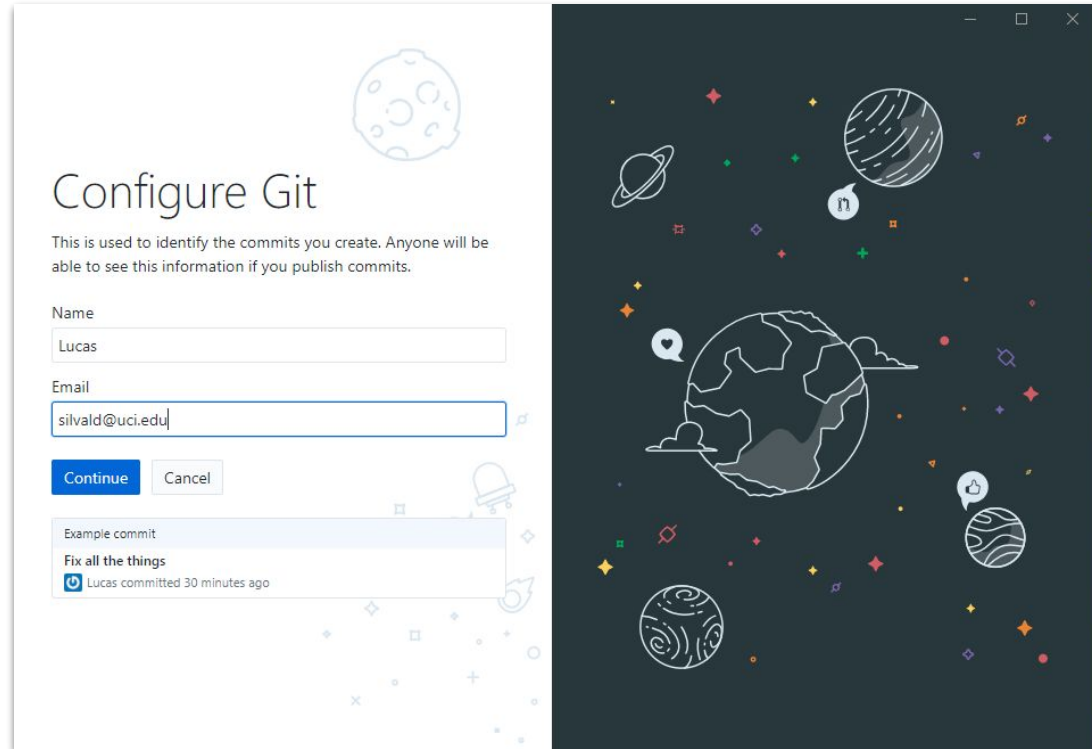 Configure Git
This is used to identify the commits you create. Anyone will be
able to see this information if you publish commits.
Name
Lucas
Email
silvald@uci.edu
Continue
Cancel
Example commit
Fix all the things
Lucas committed 30 minutes ago